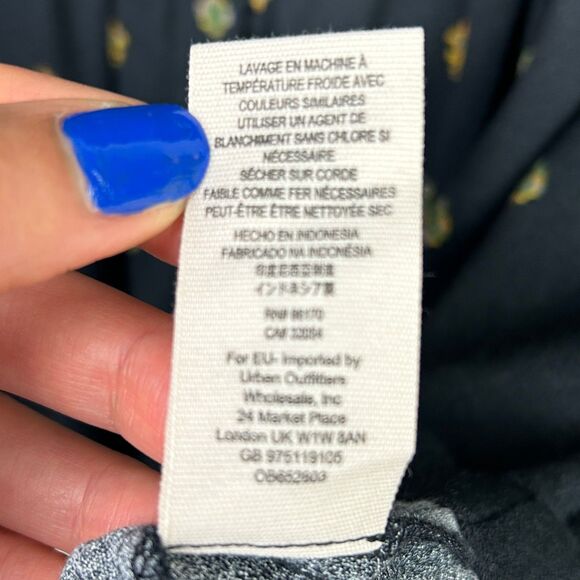 LAVAGE EN MACHINE À
TEMPÉRATURE FROIDE AVEC
COULEURS SIMILAIRES
UTILISER UN AGENT DE
BLANCHIMENT SANS CHLORE SI
NÉCESSAIRE
SÉCHER SUR CORDE
FAIBLE COMME FER NÉCESSAIRES
PEUT-ÊTRE ÊTRE NETTOYÉE SEC
HECHO EN INDONESIA
FABRICADO NA INDONÉSIA
印度尼西亚制造
インドネシア製
RN# 66170
CA# 32654
For EU- Imported by
Urban Outfitters
Wholesale, Inc
24 Market Place
London UK W1W 8AN
GB 975119105